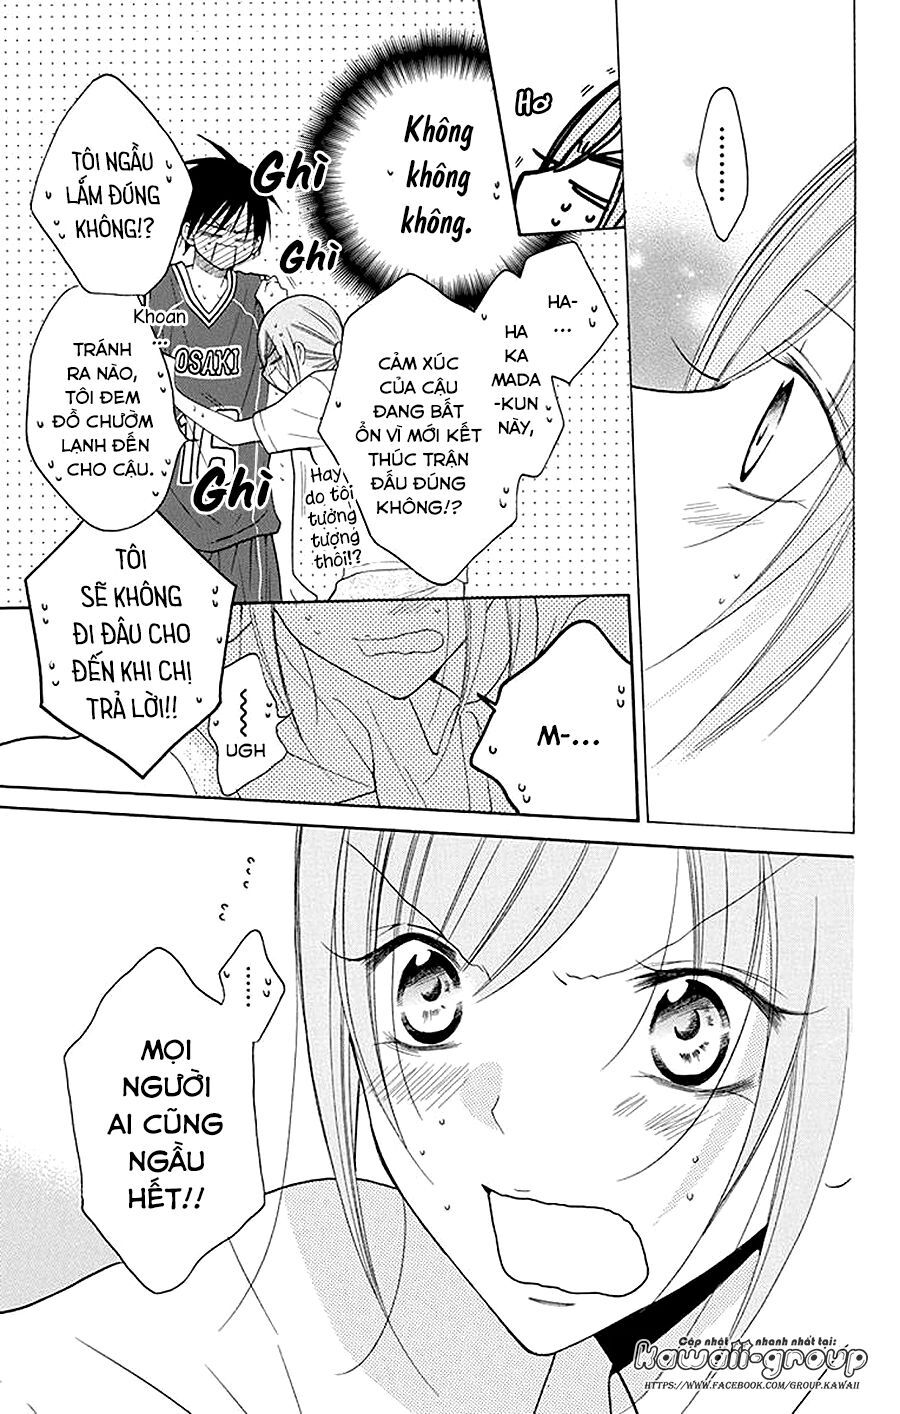 ..........
Hơ
Không
không
không.
HA-
...
HA
KA
MADA
-KUN
NÀY,
CẢM XÚC
CỦA CẬU
ĐANG BẤT
ỔN VÌ MỚI KẾT
THÚC TRẬN
ĐẤU ĐÚNG
KHÔNG!?
Hay
do tôi
tưởng
tượng
thôi!?
Ghì
Ghì
Ghì
TÔI NGẦU
LẮM ĐÚNG
KHÔNG!?
Khoan
...
OSAKI
15
TRÁNH
RA NÀO,
TÔI ĐEM
ĐỒ CHƯỜM
LẠNH ĐẾN
CHO CẬU.
TÔI
SẼ KHÔNG
ĐI ĐÂU CHO
ĐẾN KHI CHỊ
TRẢ LỜI!!
M-...
UGH
.......
MỌI
NGƯỜI
AI CŨNG
NGẦU
HẾT!!
Cập nhật nhanh nhất tại:
kawaii-group
HTTPS://WWW.FACEBOOK.COM/GROUP.KAWAII